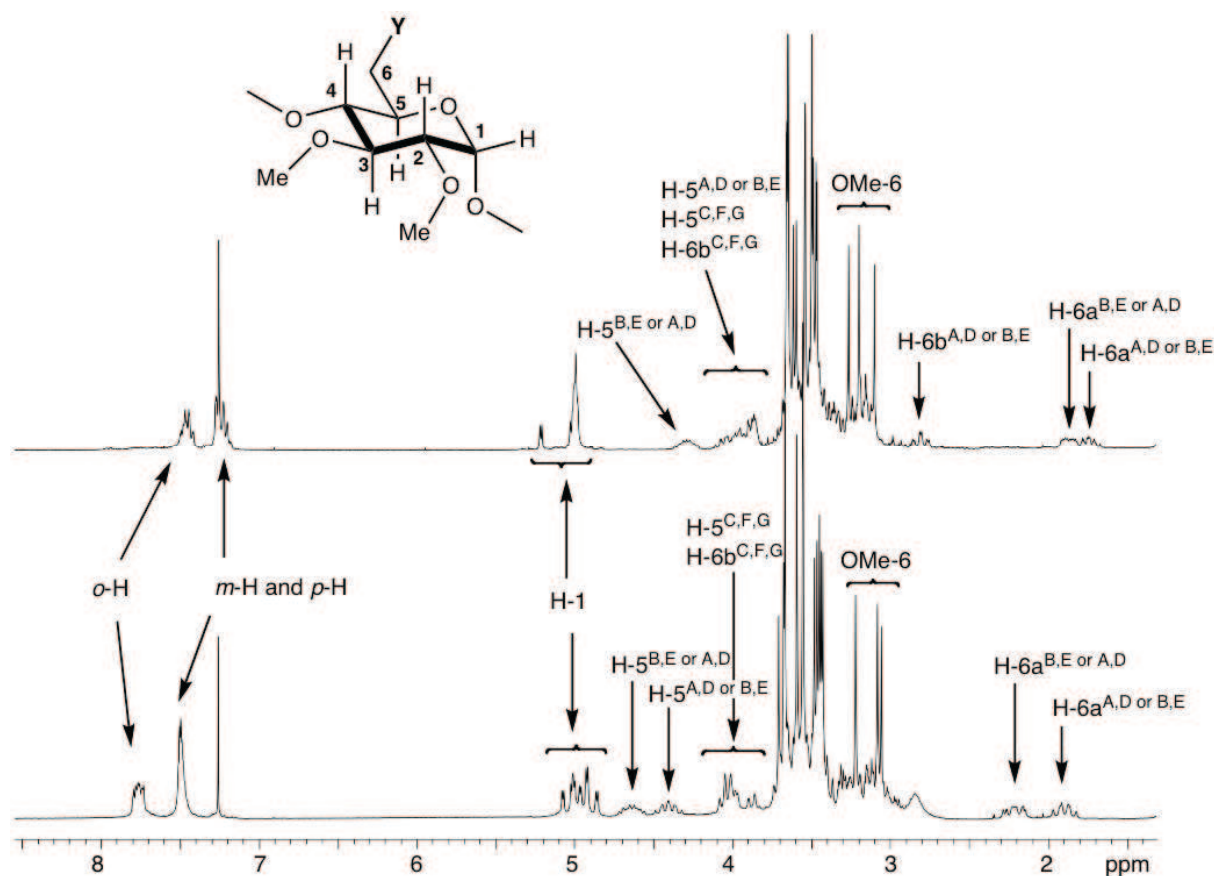 Y
H
6
H
4
5
O
1
H
O
O
3
H
2
Me
H
O
O
Me
H-5A,D or B,E
H-5C,F,G
H-6bC,F,G
OMe-6
H-5B,E or A,D
H-6bA,D or B,E
H-6aB,E or A,D
H-6aA,D or B,E
o-H
m-H and p-H
H-1
H-5C,F,G
H-6bC,F,G
OMe-6
H-5B,E or A,D
H-5A,D or B,E
H-6aB,E or A,D
H-6aA,D or B,E
8 7 6 5 4 3 2 ppm